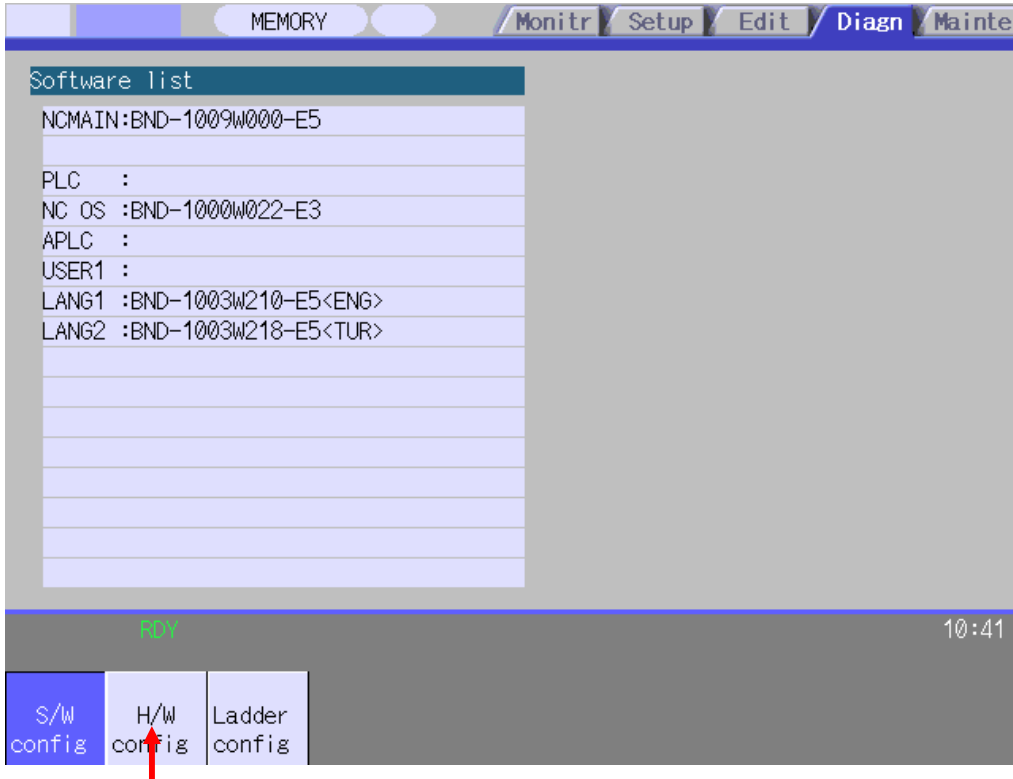 MEMORY Monitr Setup Edit Diagn Mainte
Software list
NCMAIN:BND-1009W000-E5
PLC :
NC OS :BND-1000W022-E3
APLC :
USER1 :
LANG1 :BND-1003W210-E5<ENG>
LANG2 :BND-1003W218-E5<TUR>
RDY 10:41
S/W config
H/W config
Ladder config